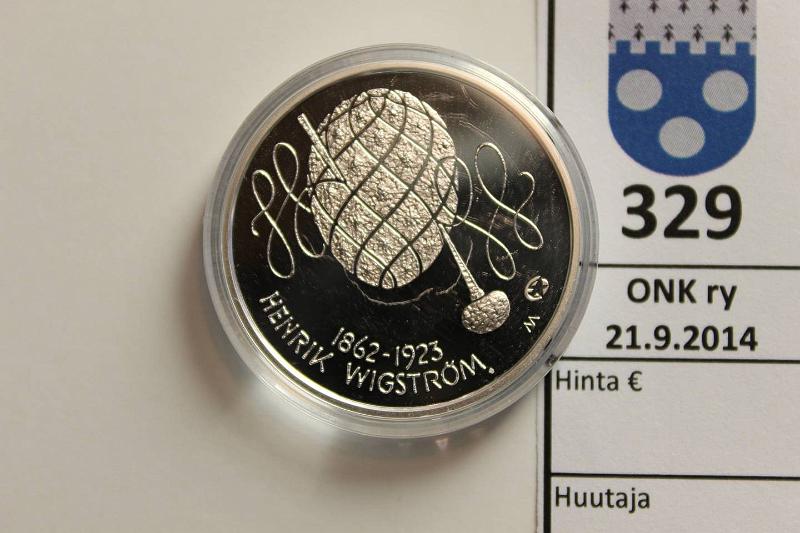 1862-1923
HENRIK WIGSTRÖM.
W
329
ONK ry
21.9.2014
Hinta €
Huutaja